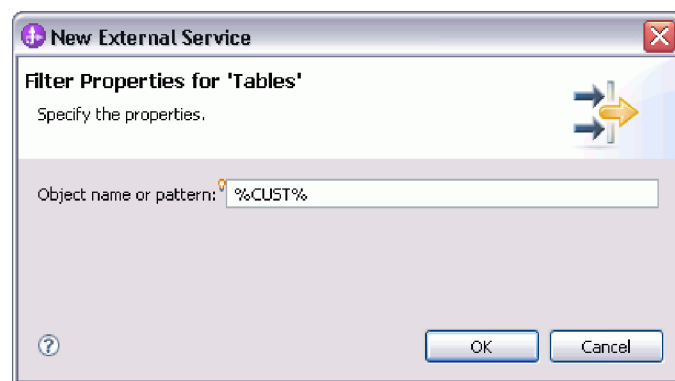 New External Service
Filter Properties for 'Tables'
Specify the properties.
Object name or pattern: %CUST%
? OK Cancel